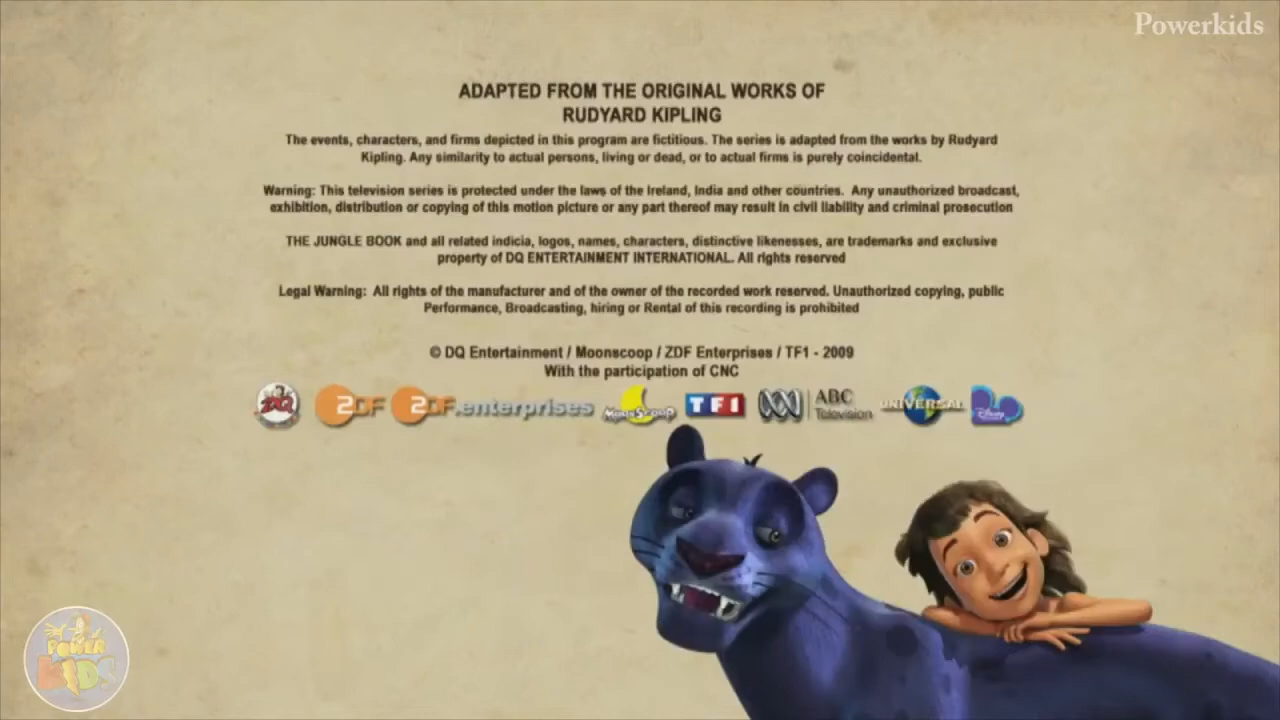 Powerkids
ADAPTED FROM THE ORIGINAL WORKS OF
RUDYARD KIPLING
The events, characters, and firms depicted in this program are fictitious. The series is adapted from the works by Rudyard
Kipling. Any similarity to actual persons, living or dead, or to actual firms is purely coincidental.
Warning: This television series is protected under the laws of the Ireland, India and other countries. Any unauthorized broadcast,
exhibition, distribution or copying of this motion picture or any part thereof may result in civil liability and criminal prosecution
THE JUNGLE BOOK and all related indicia, logos, names, characters, distinctive likenesses, are trademarks and exclusive
property of DQ ENTERTAINMENT INTERNATIONAL. All rights reserved
Legal Warning: All rights of the manufacturer and of the owner of the recorded work reserved. Unauthorized copying, public
Performance, Broadcasting, hiring or Rental of this recording is prohibited
© DQ Entertainment / Moonscoop / ZDF Enterprises / TF1 - 2009
With the participation of CNC
DQ ZDF ZDF.enterprises MoonScoop TF1 ABC Television UNIVERSAL Disney
POWER
KIDS